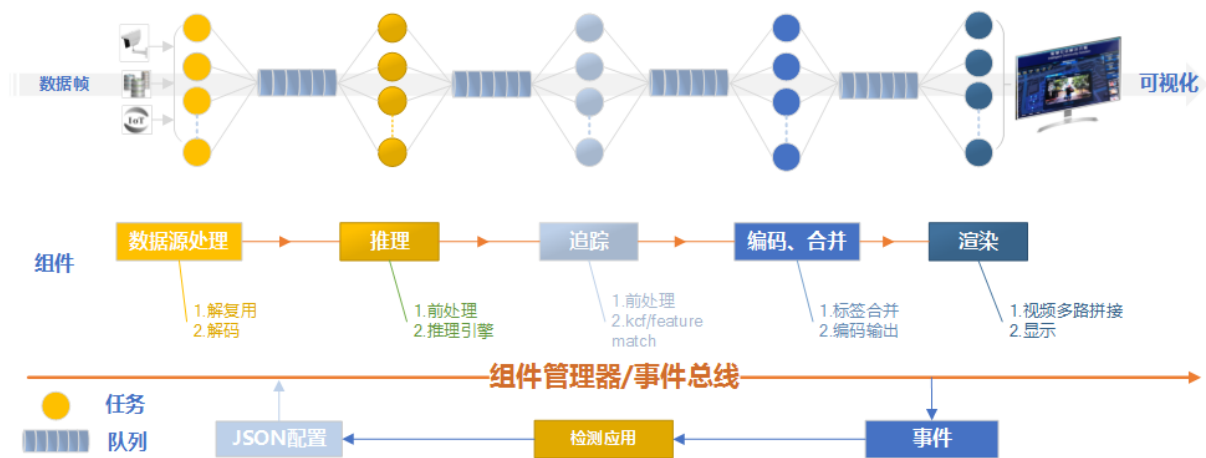 数据帧
IoT
可视化
组件
数据源处理
推理
追踪
编码、合并
渲染
1.解复用
2.解码
1.前处理
2.推理引擎
1.前处理
2.kcf/feature
match
1.标签合并
2.编码输出
1.视频多路拼接
2.显示
组件管理器/事件总线
任务
队列
JSON配置
检测应用
事件